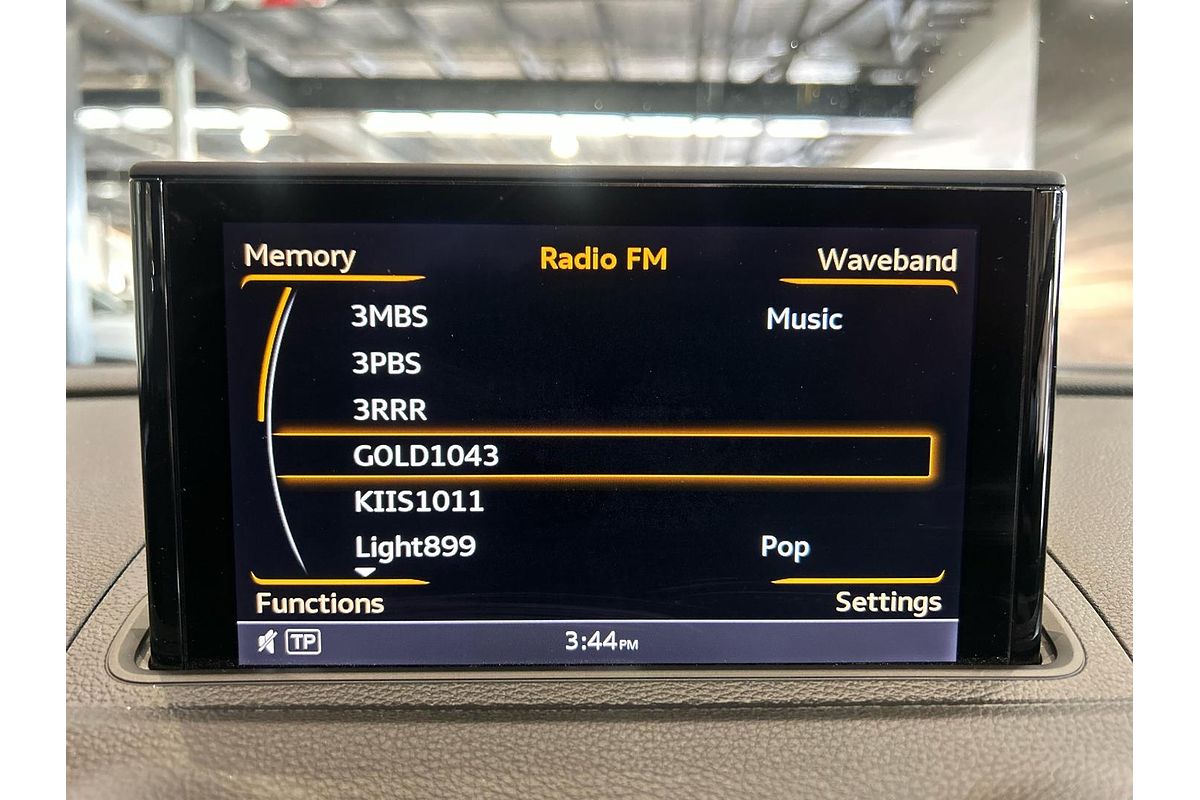 Memory Radio FM Waveband
3MBS Music
3PBS
3RRR
GOLD1043
KIIS1011
Light899 Pop
Functions Settings
TP 3:44PM